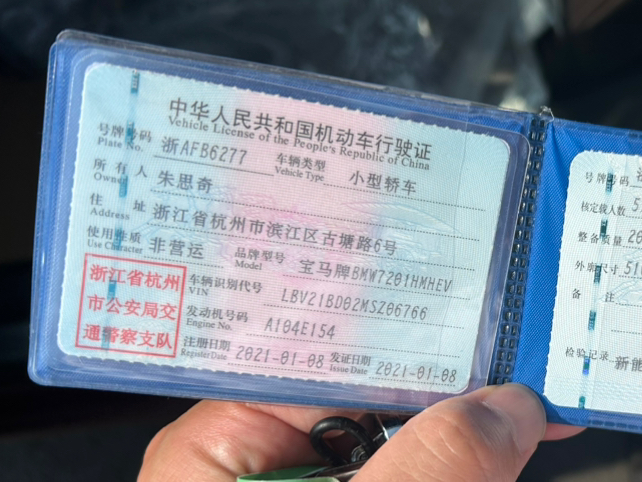 中华人民共和国机动车行驶证
Vehicle License of the People's Republic of China
号牌号码 浙AFB6277 车辆类型 小型轿车
Plate No. Vehicle Type
所有人 朱思奇
Owner
住址 浙江省杭州市滨江区古塘路6号
Address
使用性质 非营运 品牌型号 宝马牌BMW7201HMHEV
Use Character Model
浙江省杭州
市公安局交
通警察支队
车辆识别代号 LBV21BD02MSZ06766
VIN
发动机号码 A104E154
Engine No.
注册日期 2021-01-08 发证日期 2021-01-08
Register Date Issue Date
号牌号码
核定载人数
整备质量
外廓尺寸
备注
检验记录 新能